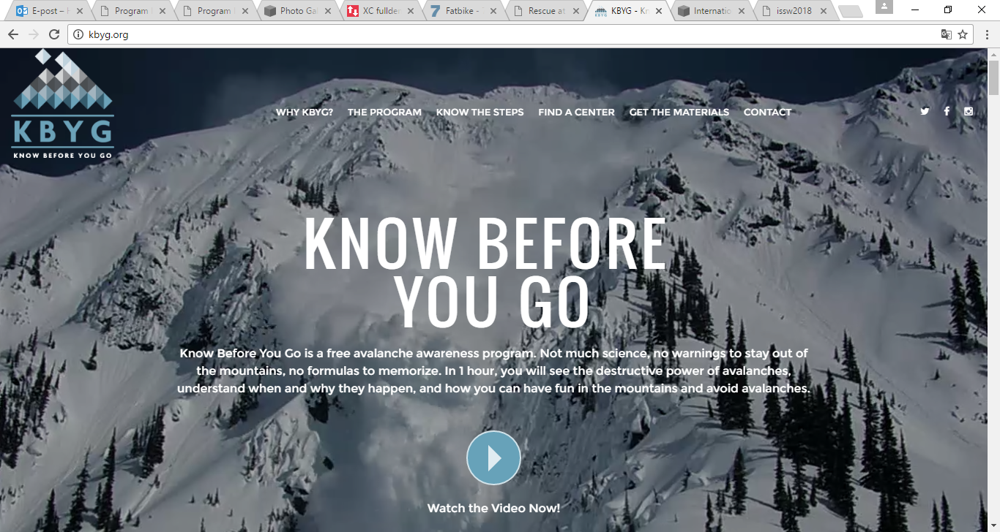 E-post –
Program
Program
Photo Ga
XC fullde
Fatbike -
Rescue at
KBYG - Kn
Internatio
issw2018
kbyg.org
KBYG
KNOW BEFORE YOU GO
WHY KBYG? THE PROGRAM KNOW THE STEPS FIND A CENTER GET THE MATERIALS CONTACT
KNOW BEFORE
YOU GO
Know Before You Go is a free avalanche awareness program. Not much science, no warnings to stay out of
the mountains, no formulas to memorize. In 1 hour, you will see the destructive power of avalanches,
understand when and why they happen, and how you can have fun in the mountains and avoid avalanches.
Watch the Video Now!